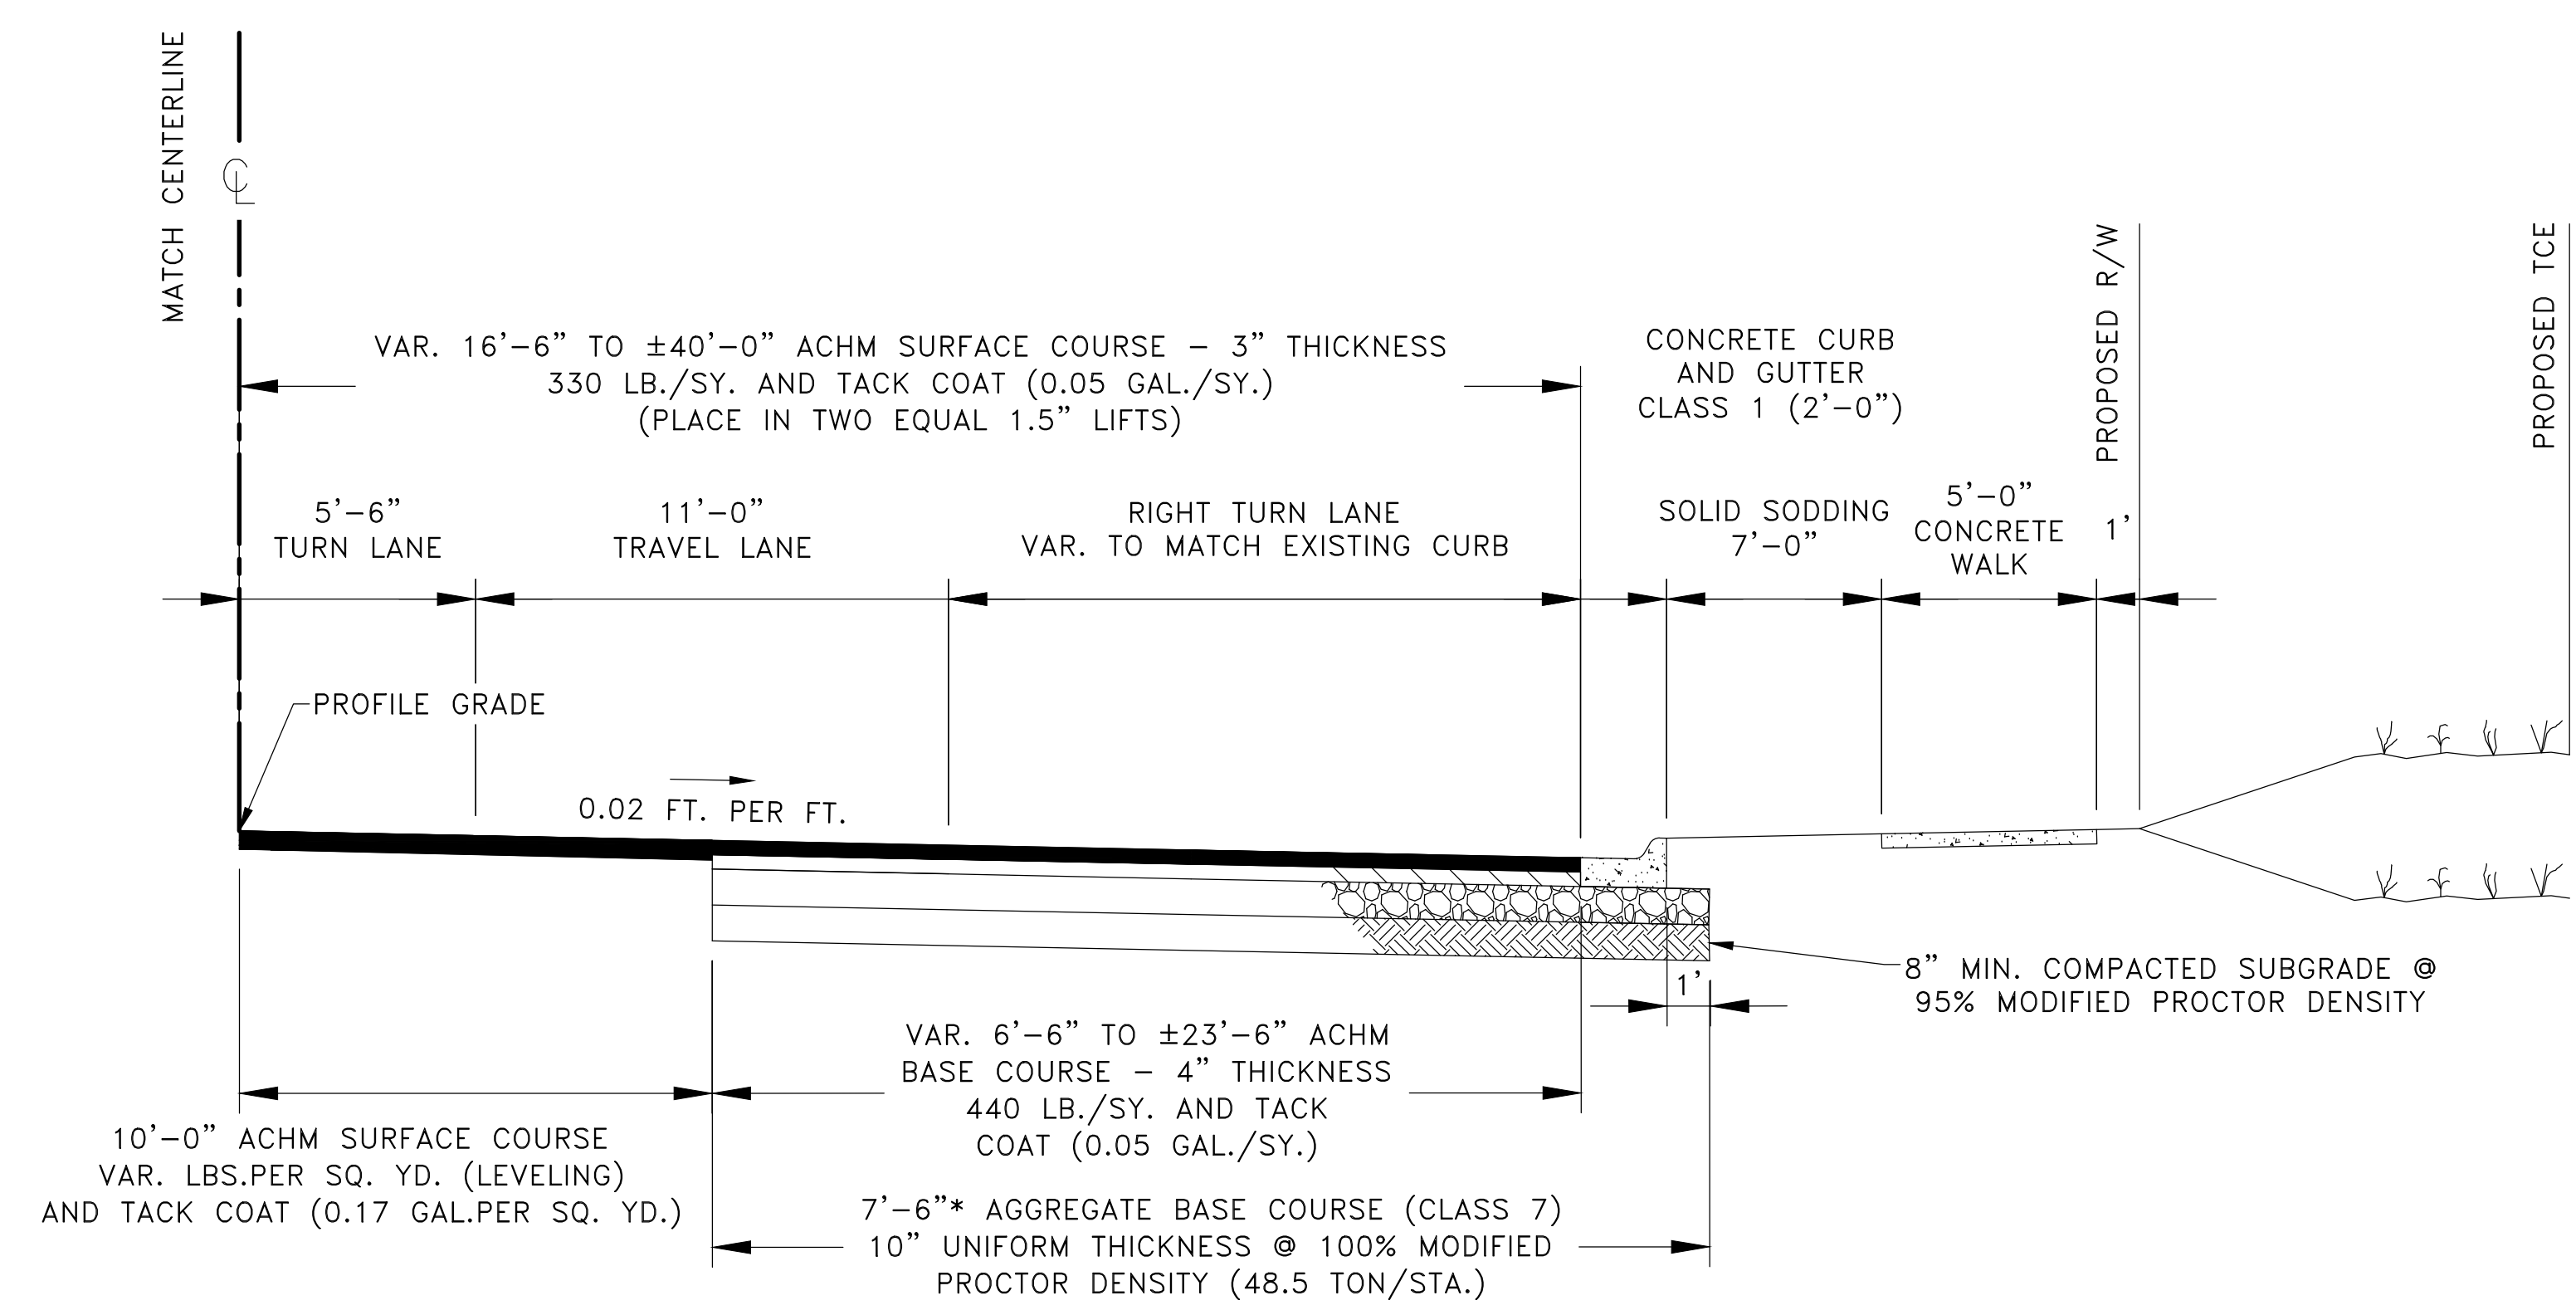 MATCH CENTERLINE
℄
VAR. 16'-6" TO ±40'-0" ACHM SURFACE COURSE - 3" THICKNESS
330 LB./SY. AND TACK COAT (0.05 GAL./SY.)
(PLACE IN TWO EQUAL 1.5" LIFTS)
CONCRETE CURB
AND GUTTER
CLASS 1 (2'-0")
PROPOSED R/W
PROPOSED TCE
5'-6"
TURN LANE
11'-0"
TRAVEL LANE
RIGHT TURN LANE
VAR. TO MATCH EXISTING CURB
SOLID SODDING
7'-0"
5'-0"
CONCRETE
WALK
1'
PROFILE GRADE
0.02 FT. PER FT.
8" MIN. COMPACTED SUBGRADE @
95% MODIFIED PROCTOR DENSITY
1'
VAR. 6'-6" TO ±23'-6" ACHM
BASE COURSE - 4" THICKNESS
440 LB./SY. AND TACK
COAT (0.05 GAL./SY.)
10'-0" ACHM SURFACE COURSE
VAR. LBS.PER SQ. YD. (LEVELING)
AND TACK COAT (0.17 GAL.PER SQ. YD.)
7'-6"* AGGREGATE BASE COURSE (CLASS 7)
10" UNIFORM THICKNESS @ 100% MODIFIED
PROCTOR DENSITY (48.5 TON/STA.)